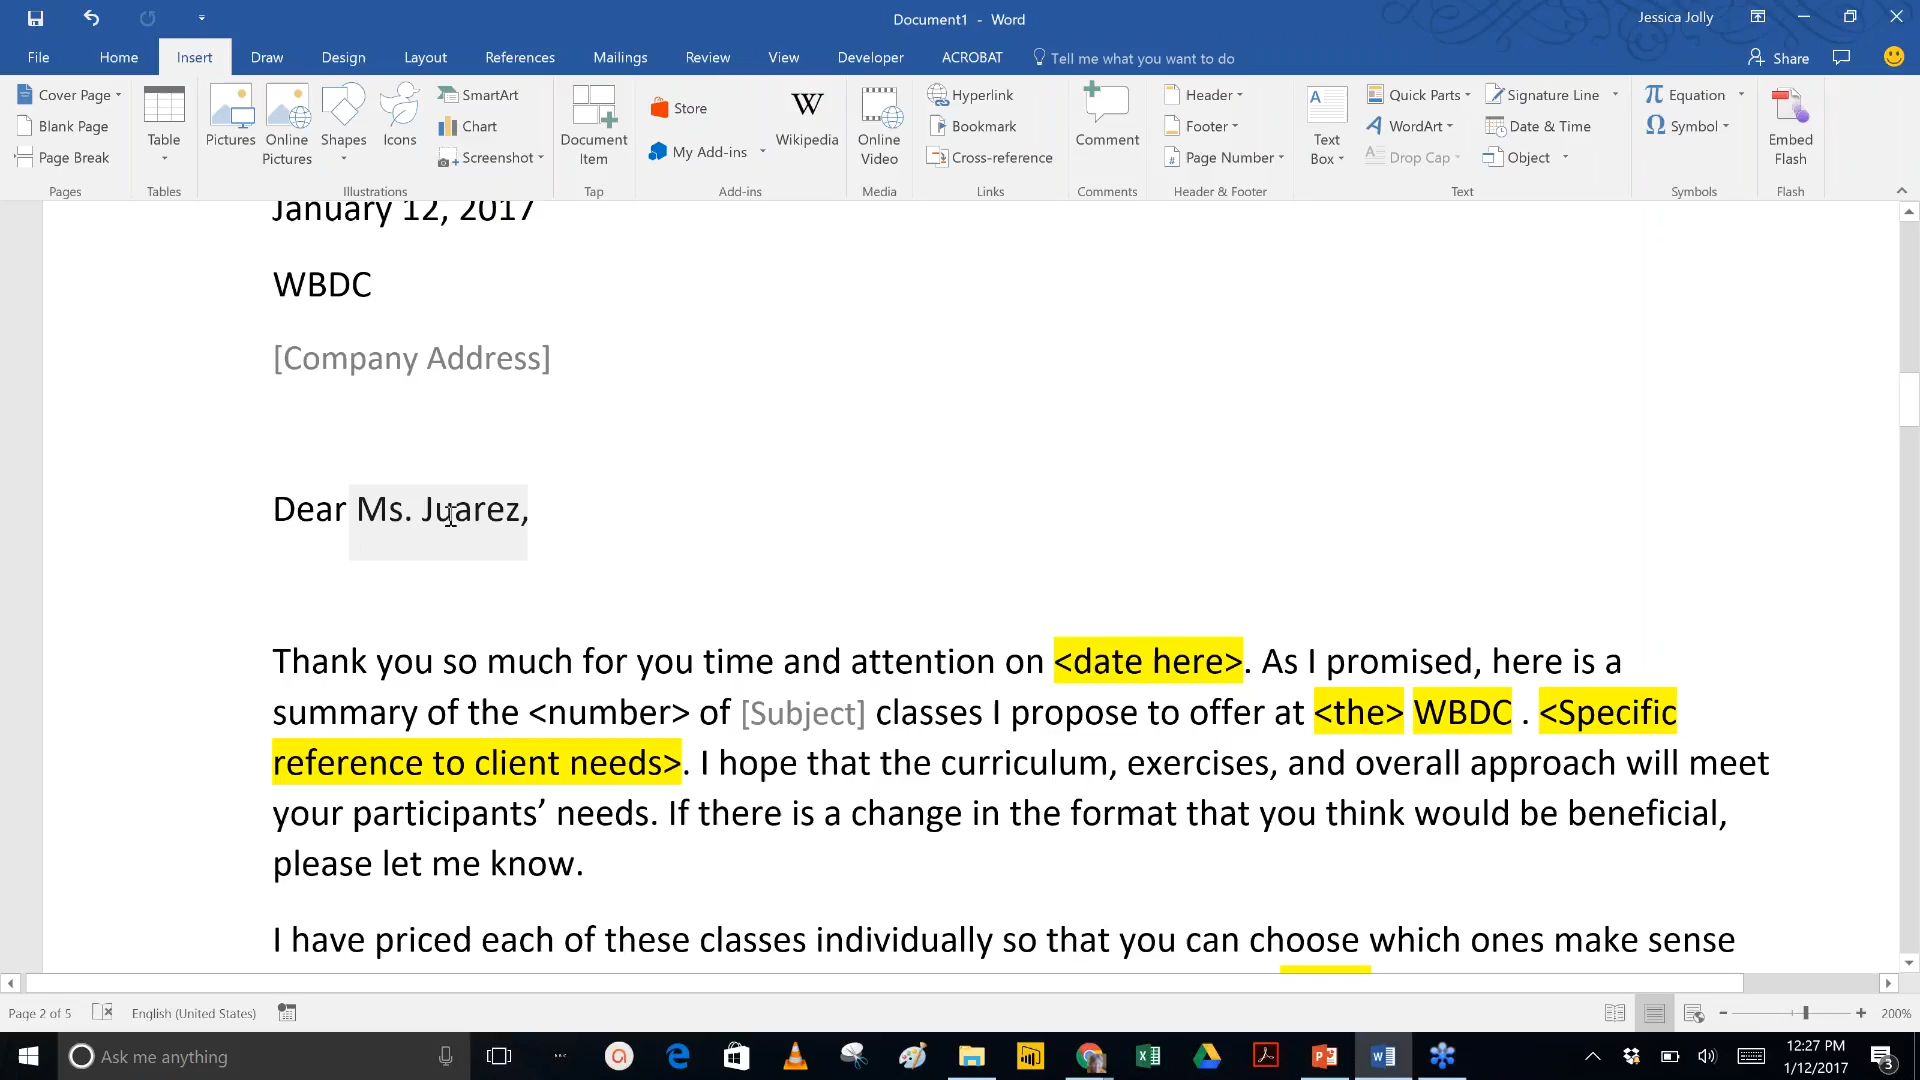 Document1 - Word
Jessica Jolly
File Home Insert Draw Design Layout References Mailings Review View Developer ACROBAT Tell me what you want to do Share
Cover Page
Blank Page
Page Break
Pages
Table
Tables
Pictures
Online Pictures
Shapes
Icons
SmartArt
Chart
Screenshot
Illustrations
Document Item
Tap
Store
My Add-ins
Wikipedia
W
Add-ins
Online Video
Media
Hyperlink
Bookmark
Cross-reference
Links
Comment
Comments
Header
Footer
Page Number
Header & Footer
Text Box
Quick Parts
WordArt
Drop Cap
Signature Line
Date & Time
Object
Text
Equation
Symbol
Symbols
Embed Flash
Flash
January 12, 2017
WBDC
[Company Address]
Dear Ms. Juarez,
Thank you so much for you time and attention on <date here>. As I promised, here is a
summary of the <number> of [Subject] classes I propose to offer at <the> WBDC . <Specific
reference to client needs>. I hope that the curriculum, exercises, and overall approach will meet
your participants’ needs. If there is a change in the format that you think would be beneficial,
please let me know.
I have priced each of these classes individually so that you can choose which ones make sense
Page 2 of 5 English (United States) 200%
Ask me anything
12:27 PM
1/12/2017
3